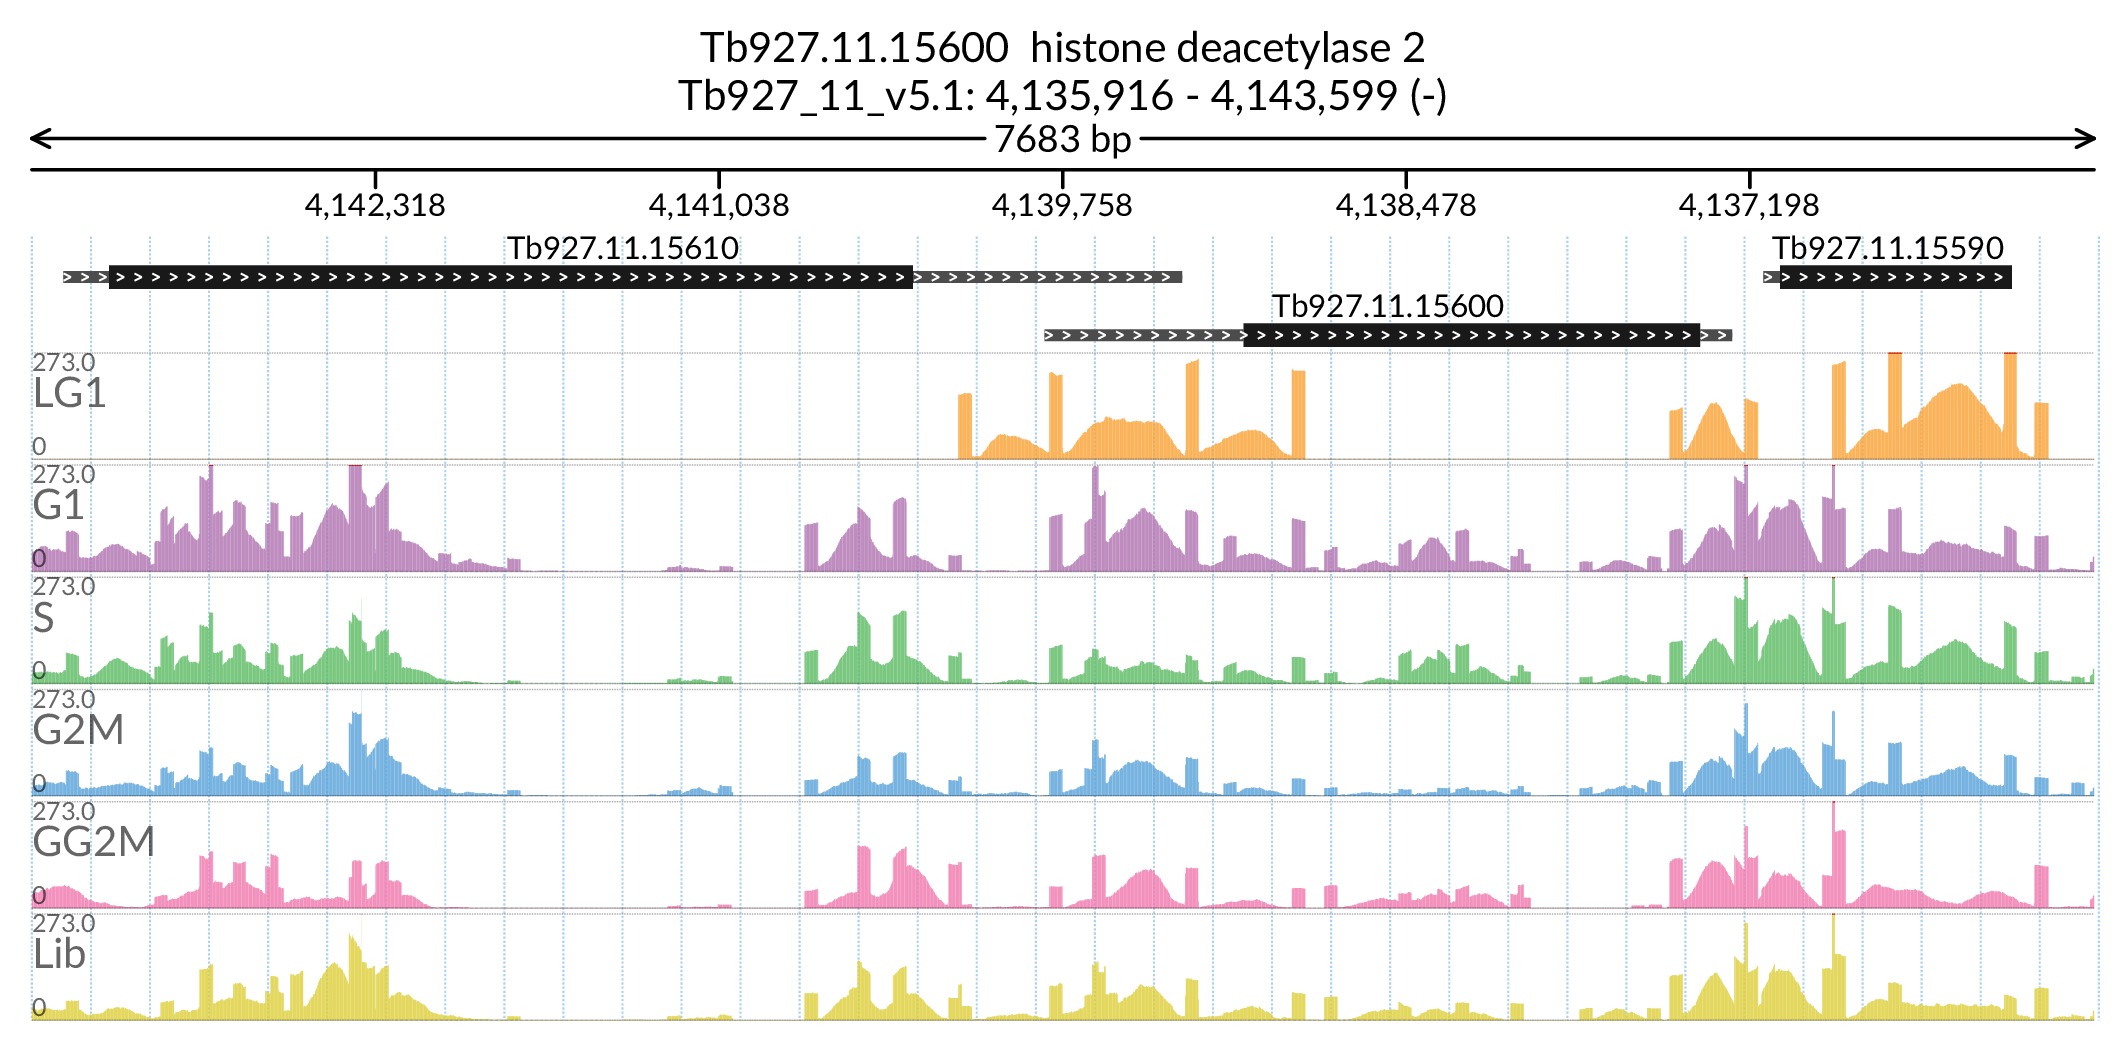 Tb927.11.15600  histone deacetylase 2
Tb927_11_v5.1: 4,135,916 - 4,143,599 (-)
7683 bp
4,142,318 4,141,038 4,139,758 4,138,478 4,137,198
Tb927.11.15610 Tb927.11.15590
Tb927.11.15600
273.0
LG1
0
273.0
G1
0
273.0
S
0
273.0
G2M
0
273.0
GG2M
0
273.0
Lib
0